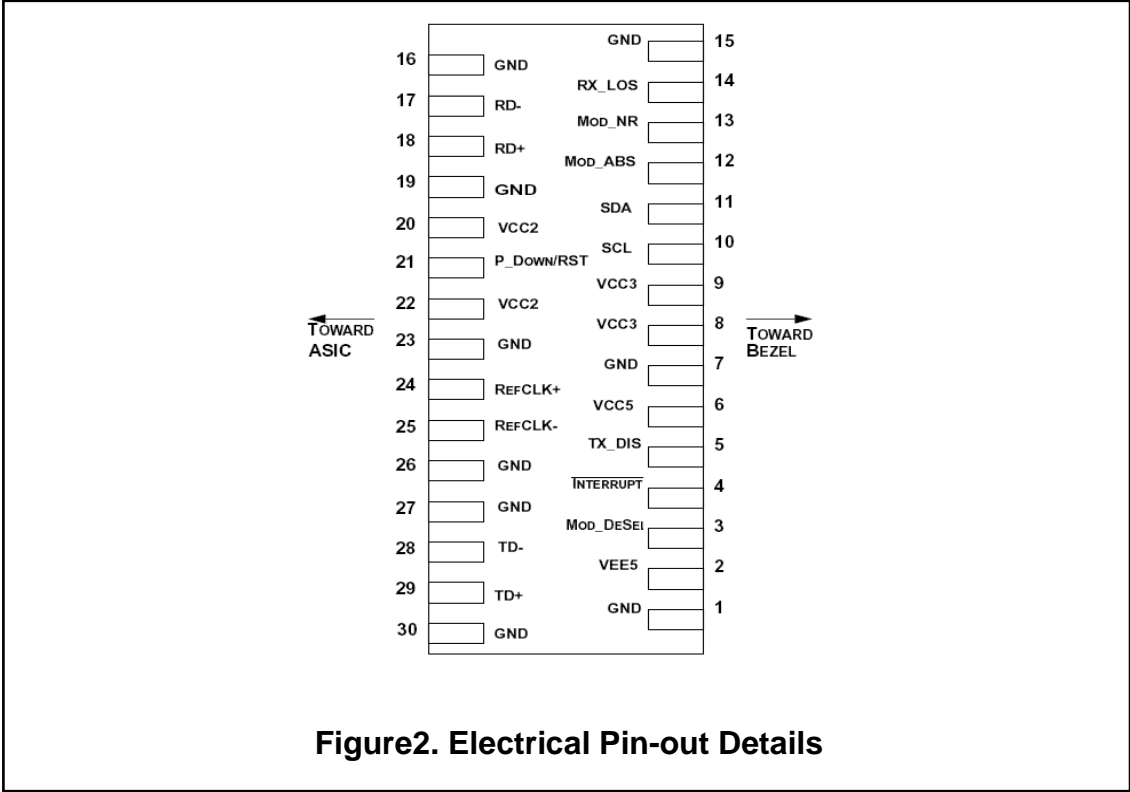 16 GND
17 RD-
18 RD+
19 GND
20 VCC2
21 P_DOWN/RST
22 VCC2
23 GND
24 REFCLK+
25 REFCLK-
26 GND
27 GND
28 TD-
29 TD+
30 GND
GND 15
RX_LOS 14
MOD_NR 13
MOD_ABS 12
SDA 11
SCL 10
VCC3 9
VCC3 8
GND 7
VCC5 6
TX_DIS 5
INTERRUPT 4
MOD_DESEL 3
VEE5 2
GND 1
TOWARD
ASIC
TOWARD
BEZEL
Figure2. Electrical Pin-out Details